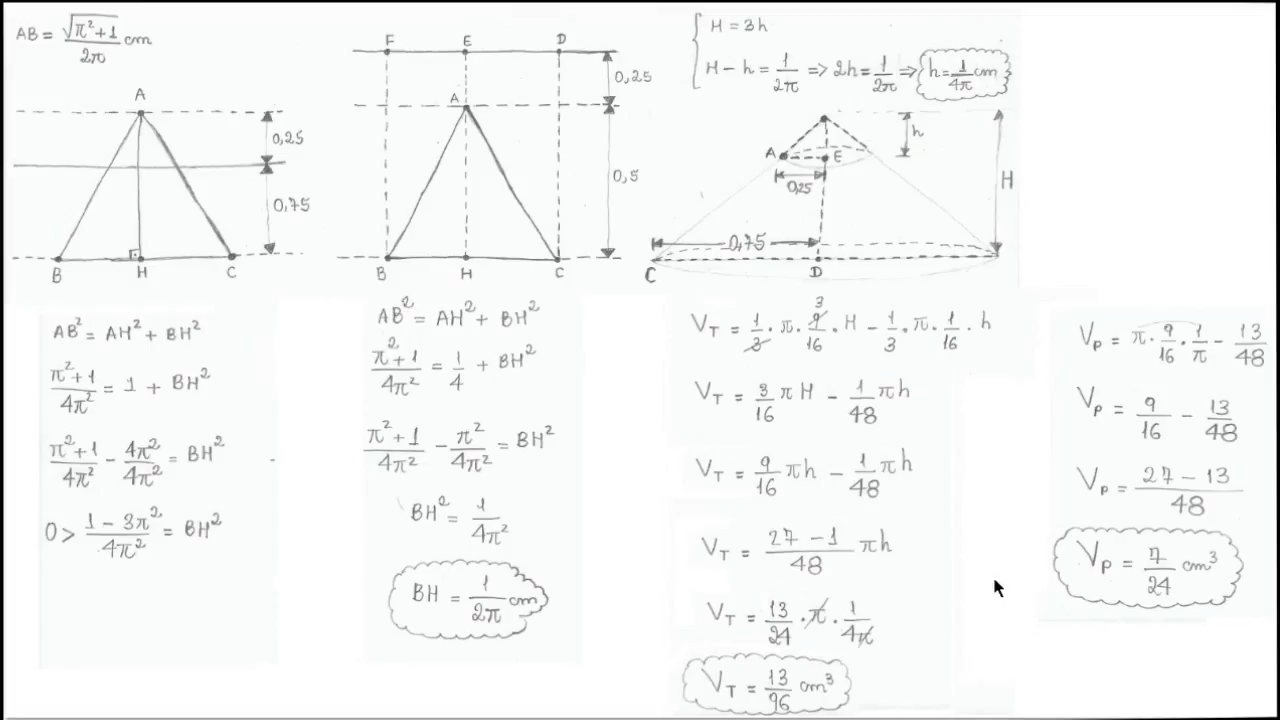 AB = √(π²+1)/2π cm
A
0,25
0,75
B H C
F E D
0,25
A
0,5
B H C
{ H = 3h
H − h = 1/2π => 2h = 1/2π => h = 1/4π cm
h
A E
0,25
H
0,75
C D
AB² = AH² + BH²
π²+1/4π² = 1 + BH²
π²+1/4π² − 4π²/4π² = BH²
0 > 1 − 3π²/4π² = BH²
AB² = AH² + BH²
π²+1/4π² = 1/4 + BH²
π²+1/4π² − π²/4π² = BH²
BH² = 1/4π²
BH = 1/2π cm
V_T = 1/3 · π · 9/16 · H − 1/3 · π · 1/16 · h
3
V_T = 3/16 πH − 1/48 πh
V_T = 9/16 πh − 1/48 πh
V_T = 27 − 1/48 πh
V_T = 13/24 · π · 1/4π
V_T = 13/96 cm³
V_P = π · 9/16 · 1/π − 13/48
V_P = 9/16 − 13/48
V_P = 27 − 13/48
V_P = 7/24 cm³